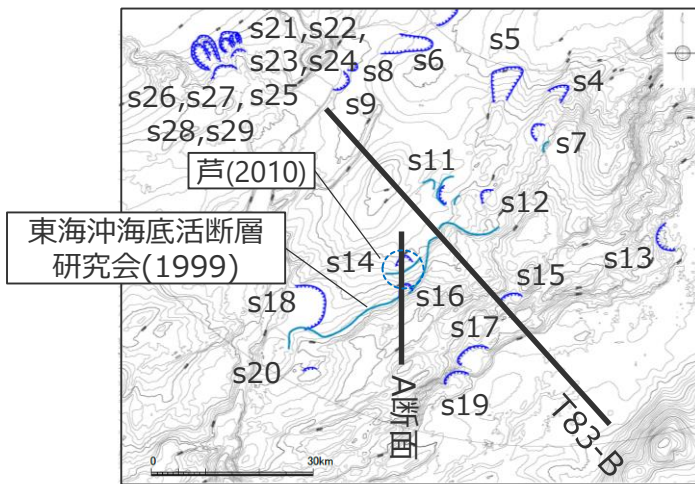 s21,s22,
s23,s24
s26,s27,
s25
s28,s29
s8
s6
s9
s5
s4
s7
芦(2010)
s11
s12
東海沖海底活断層
研究会(1999)
s14
s13
s15
s16
s18
s17
s20
s19
A断面
T83-B
0
30km